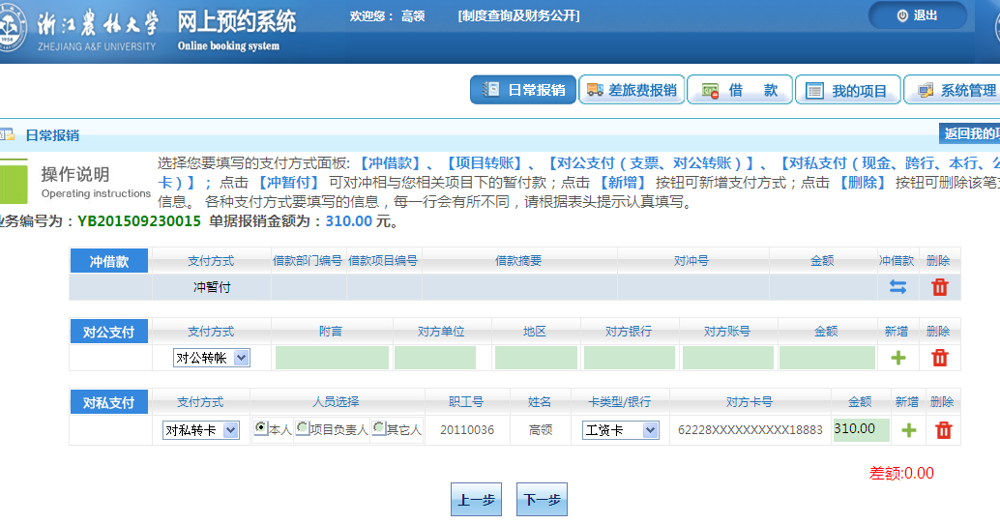 浙江农林大学 网上预约系统 欢迎您： 高领 [制度查询及财务公开] 退出
ZHEJIANG A&F UNIVERSITY Online booking system
日常报销 差旅费报销 借 款 我的项目 系统管理
日常报销 返回我的
操作说明
Operating instructions
选择您要填写的支付方式面板:【冲借款】、【项目转账】、【对公支付（支票、对公转账）】、【对私支付（现金、跨行、本行、
卡）】；点击【冲暂付】可对冲相与您相关项目下的暂付款；点击【新增】按钮可新增支付方式；点击【删除】按钮可删除该笔
信息。 各种支付方式要填写的信息，每一行会有所不同，请根据表头提示认真填写。
业务编号为：YB201509230015 单据报销金额为：310.00 元。
冲借款 支付方式 借款部门编号 借款项目编号 借款摘要 对冲号 金额 冲借款 删除
冲暂付
对公支付 支付方式 附言 对方单位 地区 对方银行 对方账号 金额 新增 删除
对公转帐
对私支付 支付方式 人员选择 职工号 姓名 卡类型/银行 对方卡号 金额 新增 删除
对私转卡 本人 项目负责人 其它人 20110036 高领 工资卡 62228XXXXXXXXXX18883 310.00
差额:0.00
上一步 下一步